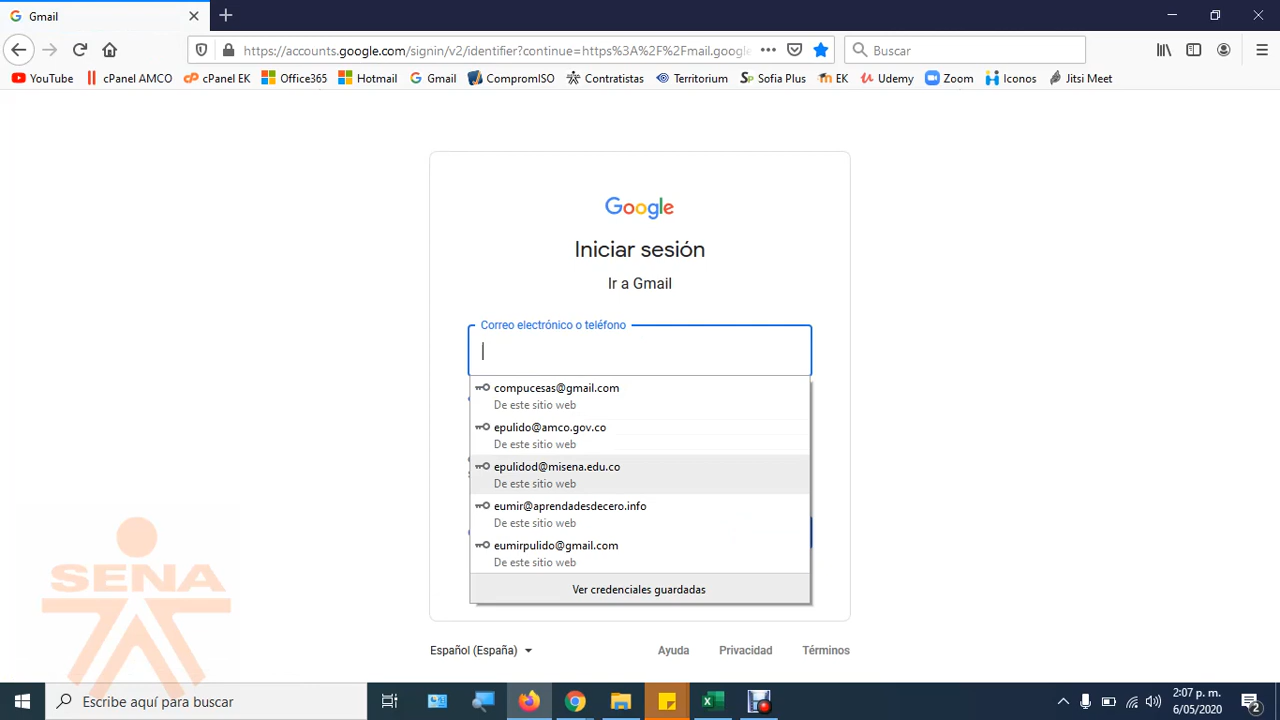 Gmail
https://accounts.google.com/signin/v2/identifier?continue=https%3A%2F%2Fmail.google
Buscar
YouTube
cPanel AMCO
cPanel EK
Office365
Hotmail
Gmail
CompromISO
Contratistas
Territorium
Sofia Plus
EK
Udemy
Zoom
Iconos
Jitsi Meet
Google
Iniciar sesión
Ir a Gmail
Correo electrónico o teléfono
compucesas@gmail.com
De este sitio web
epulido@amco.gov.co
De este sitio web
epulidod@misena.edu.co
De este sitio web
eumir@aprendadesdecero.info
De este sitio web
eumirpulido@gmail.com
De este sitio web
Ver credenciales guardadas
Español (España)
Ayuda
Privacidad
Términos
SENA
Escribe aquí para buscar
2:07 p. m.
6/05/2020
2